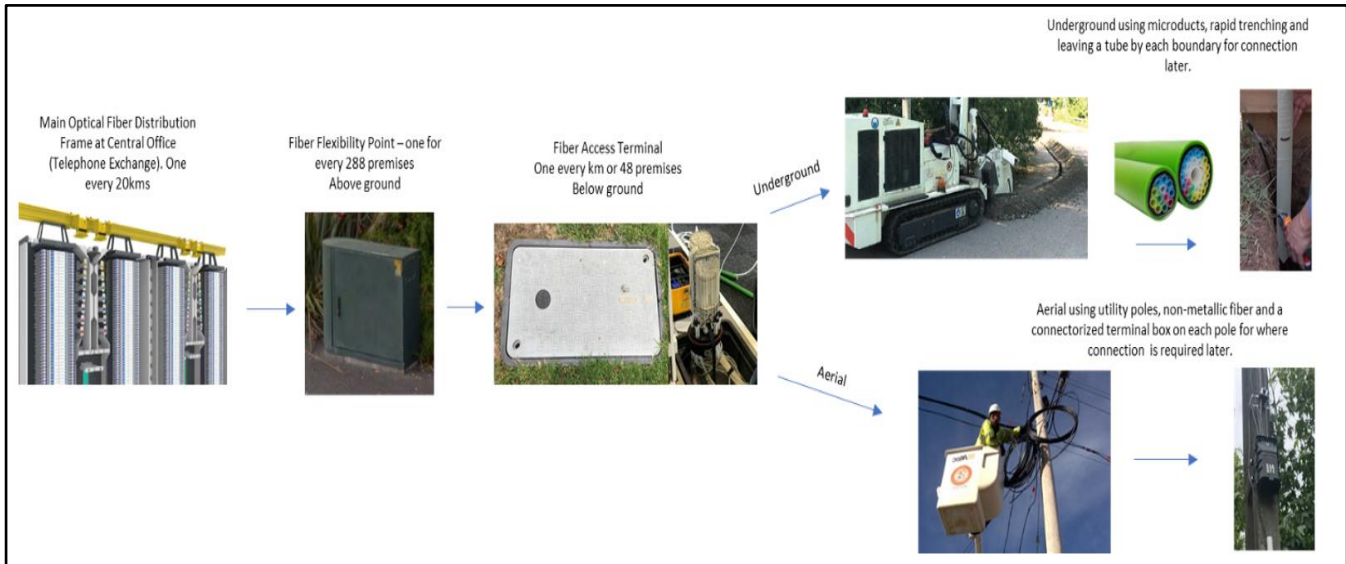 Main Optical Fiber Distribution
Frame at Central Office
(Telephone Exchange). One
every 20kms
Fiber Flexibility Point – one for
every 288 premises
Above ground
Fiber Access Terminal
One every km or 48 premises
Below ground
Underground
Underground using microducts, rapid trenching and
leaving a tube by each boundary for connection
later.
Aerial
Aerial using utility poles, non-metallic fiber and a
connectorized terminal box on each pole for where
connection is required later.